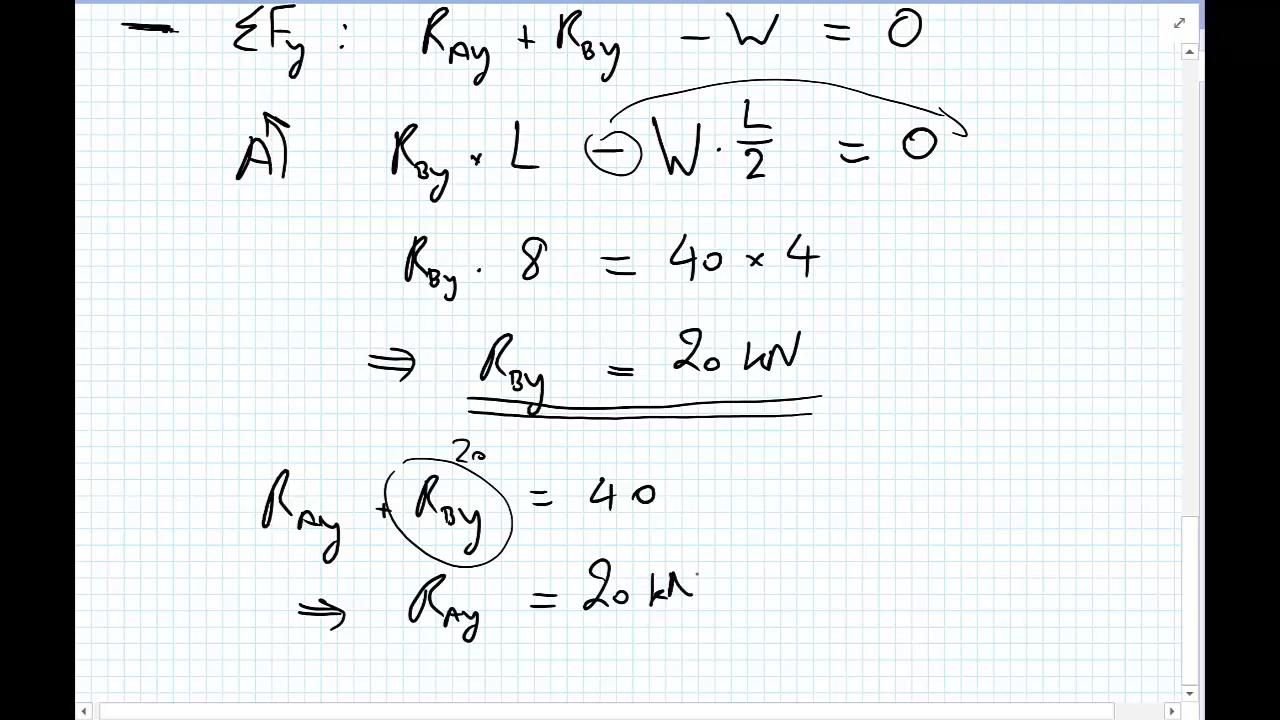 — ΣFy : RAy + RBy - W = 0
A↑ RBy × L - W · L/2 = 0
RBy · 8 = 40 × 4
⇒ RBy = 20 kN
20
RAy + RBy = 40
⇒ RAy = 20 kN